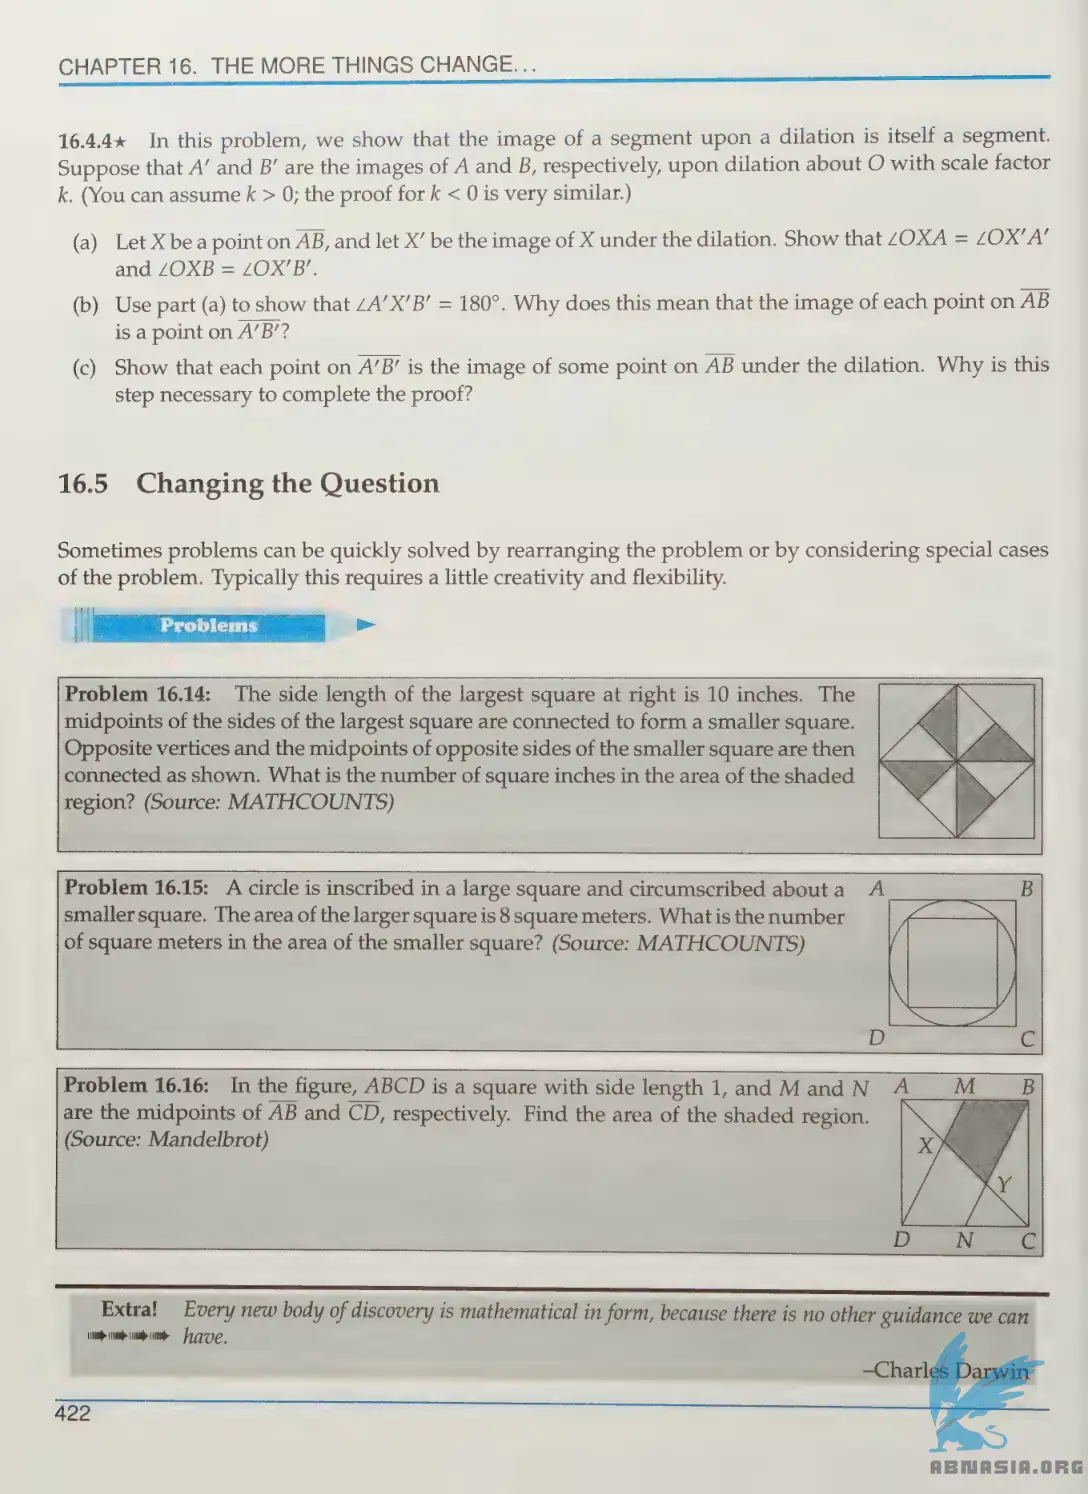 CHAPTER 16. THE MORE THINGS CHANGE...
16.4.4★ In this problem, we show that the image of a segment upon a dilation is itself a segment.
Suppose that A′ and B′ are the images of A and B, respectively, upon dilation about O with scale factor
k. (You can assume k > 0; the proof for k < 0 is very similar.)
(a) Let X be a point on AB, and let X′ be the image of X under the dilation. Show that ∠OXA = ∠OX′A′
and ∠OXB = ∠OX′B′.
(b) Use part (a) to show that ∠A′X′B′ = 180°. Why does this mean that the image of each point on AB
is a point on A′B′?
(c) Show that each point on A′B′ is the image of some point on AB under the dilation. Why is this
step necessary to complete the proof?
16.5 Changing the Question
Sometimes problems can be quickly solved by rearranging the problem or by considering special cases
of the problem. Typically this requires a little creativity and flexibility.
Problems
Problem 16.14: The side length of the largest square at right is 10 inches. The
midpoints of the sides of the largest square are connected to form a smaller square.
Opposite vertices and the midpoints of opposite sides of the smaller square are then
connected as shown. What is the number of square inches in the area of the shaded
region? (Source: MATHCOUNTS)
Problem 16.15: A circle is inscribed in a large square and circumscribed about a
smaller square. The area of the larger square is 8 square meters. What is the number
of square meters in the area of the smaller square? (Source: MATHCOUNTS)
A B
D C
Problem 16.16: In the figure, ABCD is a square with side length 1, and M and N
are the midpoints of AB and CD, respectively. Find the area of the shaded region.
(Source: Mandelbrot)
A M B
X
Y
D N C
Extra! Every new body of discovery is mathematical in form, because there is no other guidance we can
have.
–Charles Darwin
422
ABNASIA.ORG